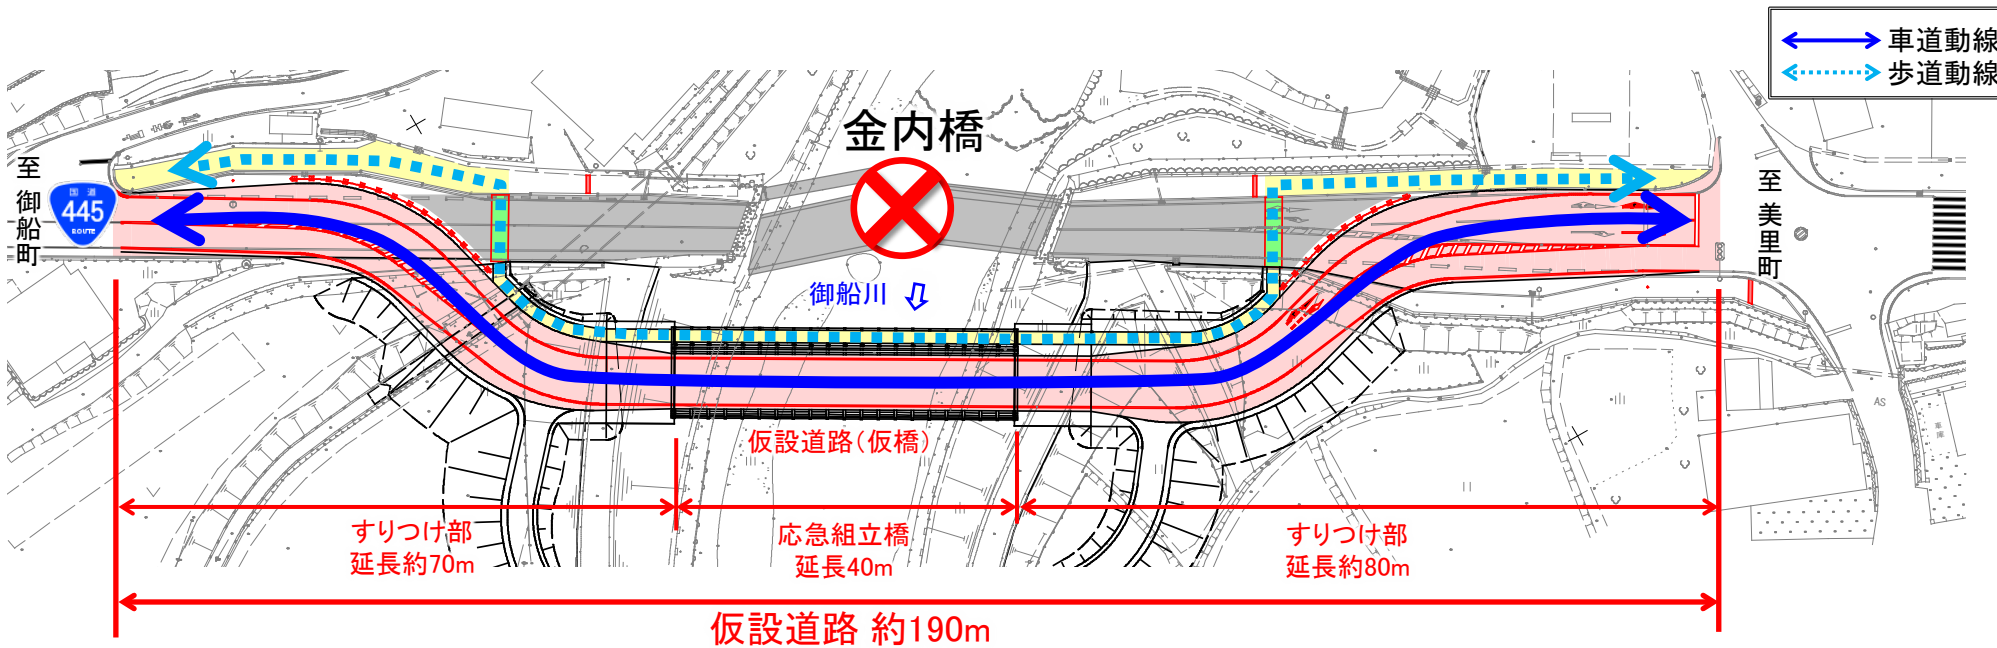 車道動線
歩道動線
金内橋
至 御船町
国道
445
ROUTE
至 美里町
御船川
仮設道路(仮橋)
すりつけ部
延長約70m
応急組立橋
延長40m
すりつけ部
延長約80m
仮設道路 約190m
AS
車庫